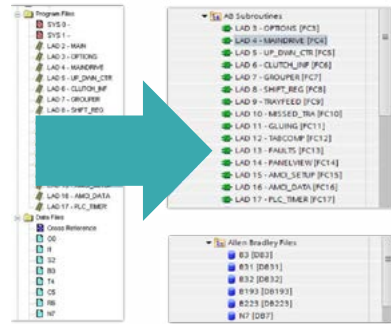 Program Files
SYS 0 -
SYS 1 -
LAD 2 - MAIN
LAD 3 - OPTIONS
LAD 4 - MAINDRIVE
LAD 5 - UP_DWN_CTR
LAD 6 - CLUTCH_INF
LAD 7 - GROUPER
LAD 8 - SHIFT_REG
LAD 16 - AMCI_DATA
LAD 17 - PLC_TIMER
Data Files
Cross Reference
O0
I1
S2
B3
T4
C5
R6
N7
AB Subroutines
LAD 3 - OPTIONS [FC3]
LAD 4 - MAINDRIVE [FC4]
LAD 5 - UP_DWN_CTR [FC5]
LAD 6 - CLUTCH_INF [FC6]
LAD 7 - GROUPER [FC7]
LAD 8 - SHIFT_REG [FC8]
LAD 9 - TRAYFEED [FC9]
LAD 10 - MISSED_TRA [FC10]
LAD 11 - GLUING [FC11]
LAD 12 - TABCOMP [FC12]
LAD 13 - FAULTS [FC13]
LAD 14 - PANELVIEW [FC14]
LAD 15 - AMCI_SETUP [FC15]
LAD 16 - AMCI_DATA [FC16]
LAD 17 - PLC_TIMER [FC17]
Allen Bradley Files
B3 [DB3]
B31 [DB31]
B32 [DB32]
B193 [DB193]
B223 [DB223]
N7 [DB7]